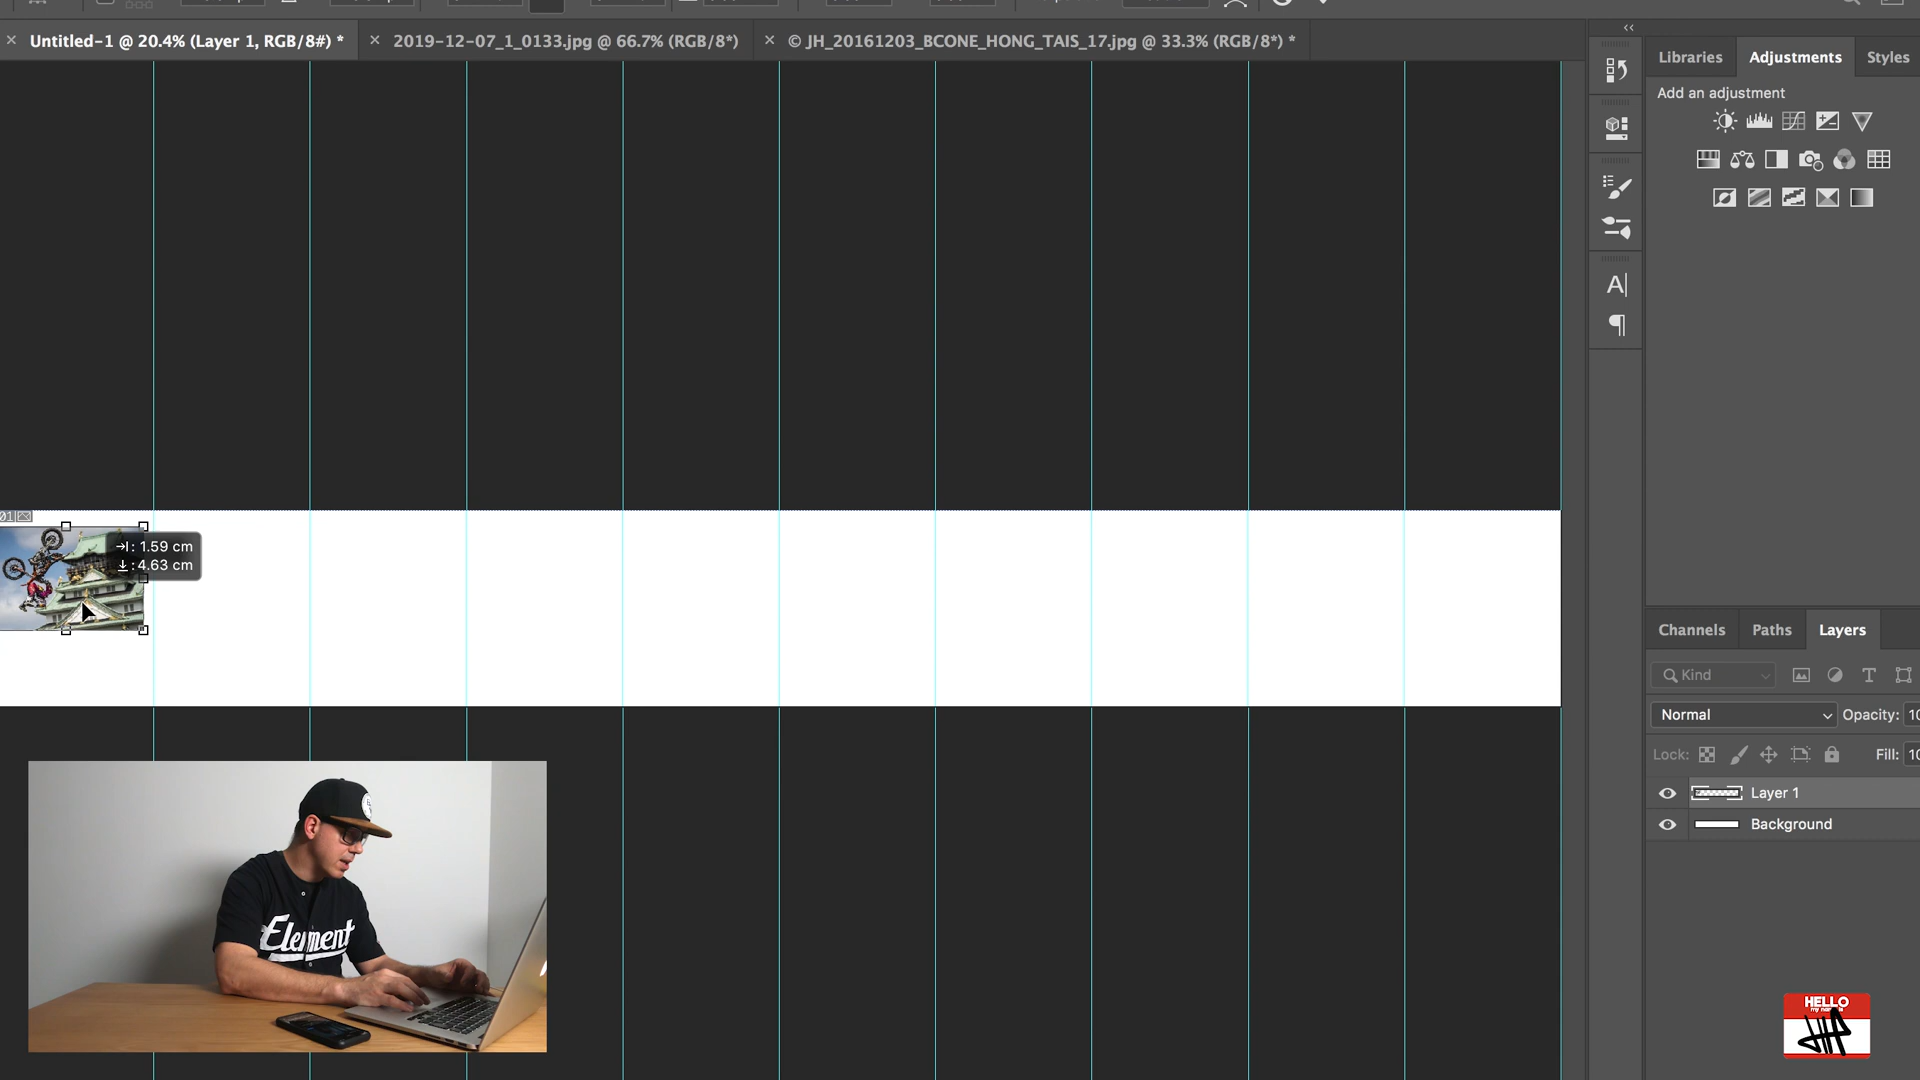 Untitled-1 @ 20.4% (Layer 1, RGB/8#) *
2019-12-07_1_0133.jpg @ 66.7% (RGB/8*)
© JH_20161203_BCONE_HONG_TAIS_17.jpg @ 33.3% (RGB/8*) *
Libraries
Adjustments
Styles
Add an adjustment
01
: 1.59 cm
: 4.63 cm
Channels
Paths
Layers
Kind
Normal
Opacity:
Lock:
Fill:
Layer 1
Background
Element
HELLO